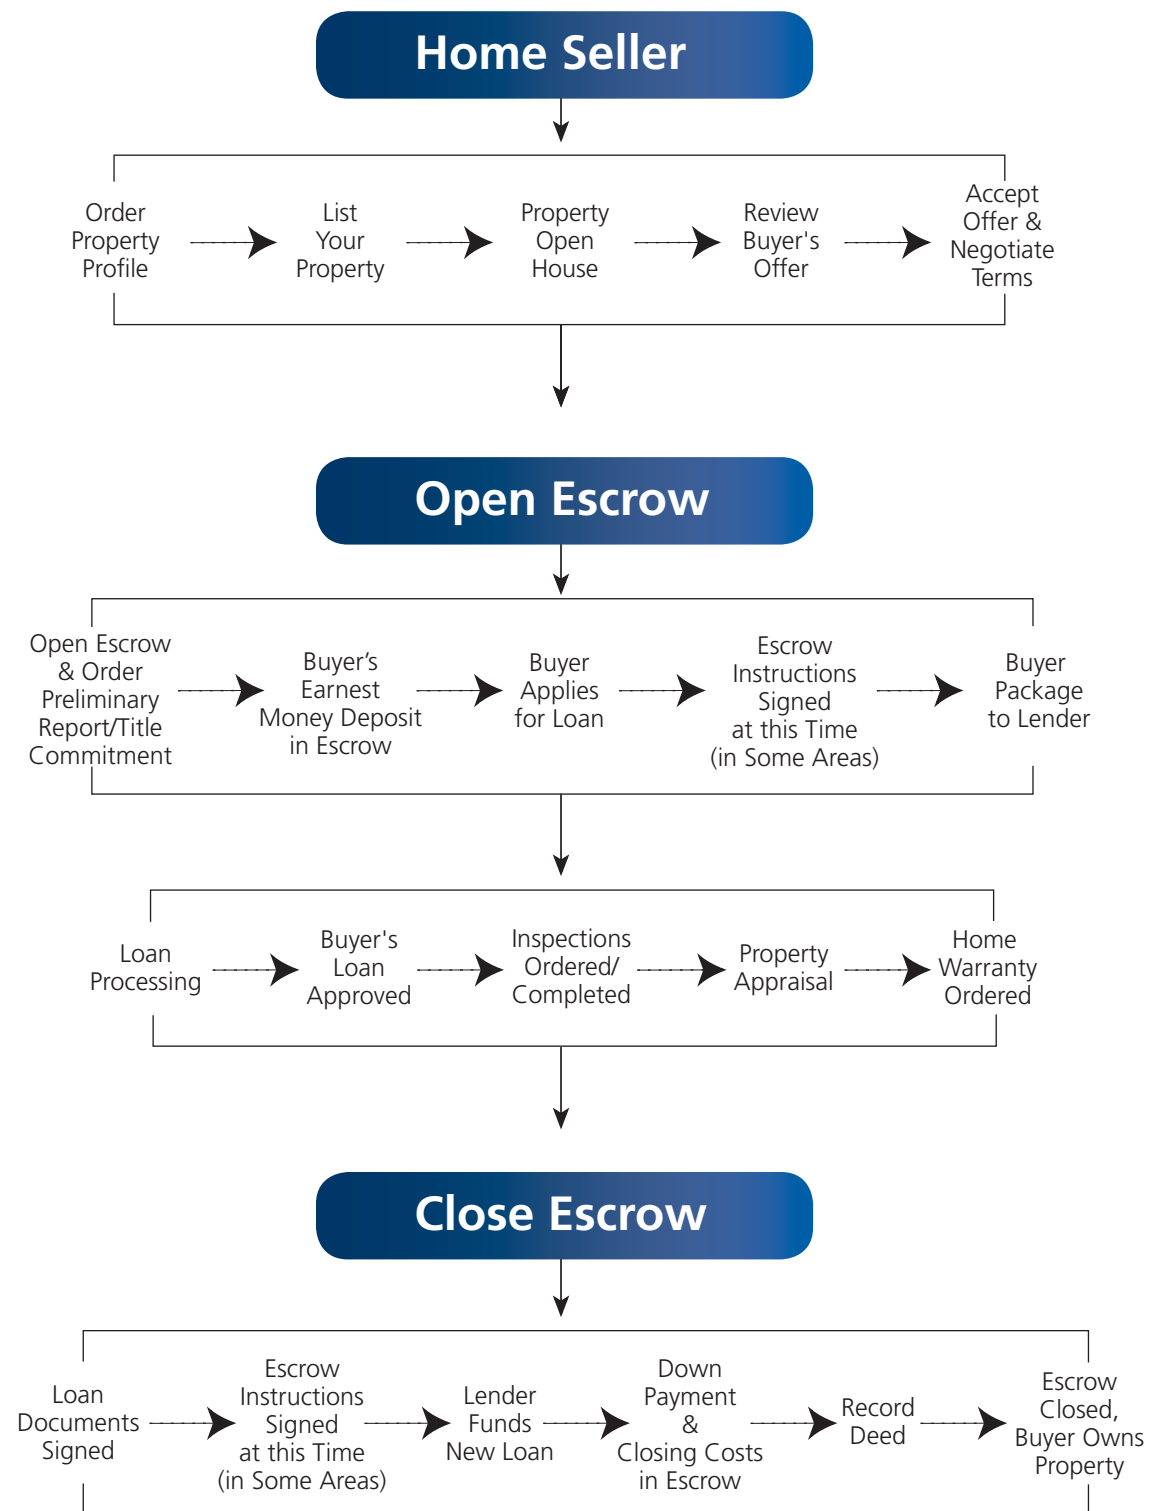 Home Seller
Order
Property
Profile
List
Your
Property
Property
Open
House
Review
Buyer's
Offer
Accept
Offer &
Negotiate
Terms
Open Escrow
Open Escrow
& Order
Preliminary
Report/Title
Commitment
Buyer’s
Earnest
Money Deposit
in Escrow
Buyer
Applies
for Loan
Escrow
Instructions
Signed
at this Time
(in Some Areas)
Buyer
Package
to Lender
Loan
Processing
Buyer's
Loan
Approved
Inspections
Ordered/
Completed
Property
Appraisal
Home
Warranty
Ordered
Close Escrow
Loan
Documents
Signed
Escrow
Instructions
Signed
at this Time
(in Some Areas)
Lender
Funds
New Loan
Down
Payment
&
Closing Costs
in Escrow
Record
Deed
Escrow
Closed,
Buyer Owns
Property